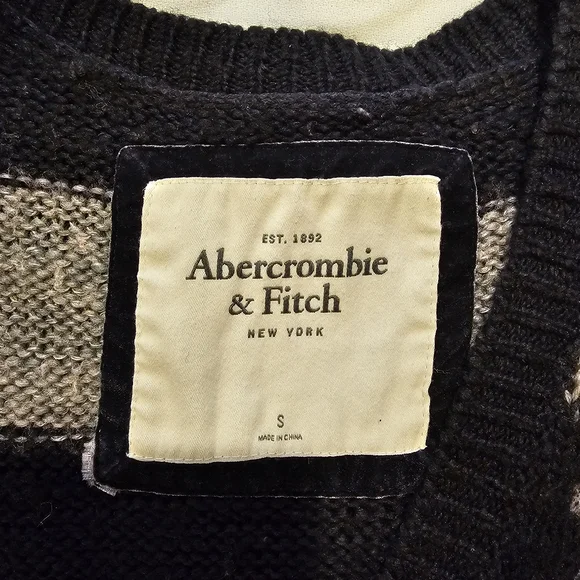 EST. 1892
Abercrombie
& Fitch
NEW YORK
S
MADE IN CHINA